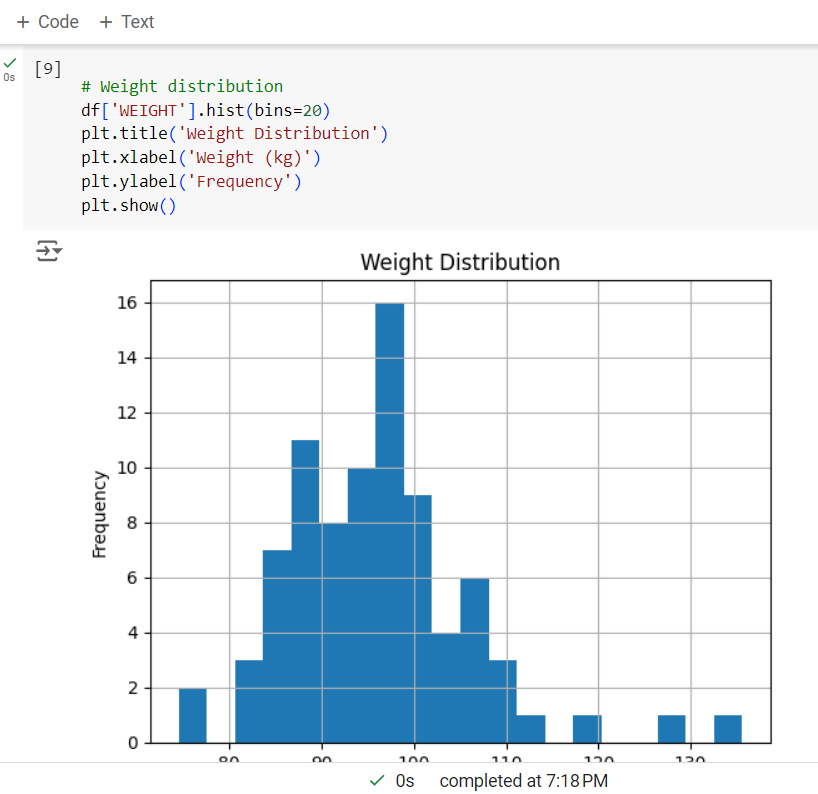 + Code + Text
0s
[9]
# Weight distribution
df['WEIGHT'].hist(bins=20)
plt.title('Weight Distribution')
plt.xlabel('Weight (kg)')
plt.ylabel('Frequency')
plt.show()
Weight Distribution
16
14
12
10
8
6
4
2
0
Frequency
80 90 100 110 120 130
0s completed at 7:18 PM